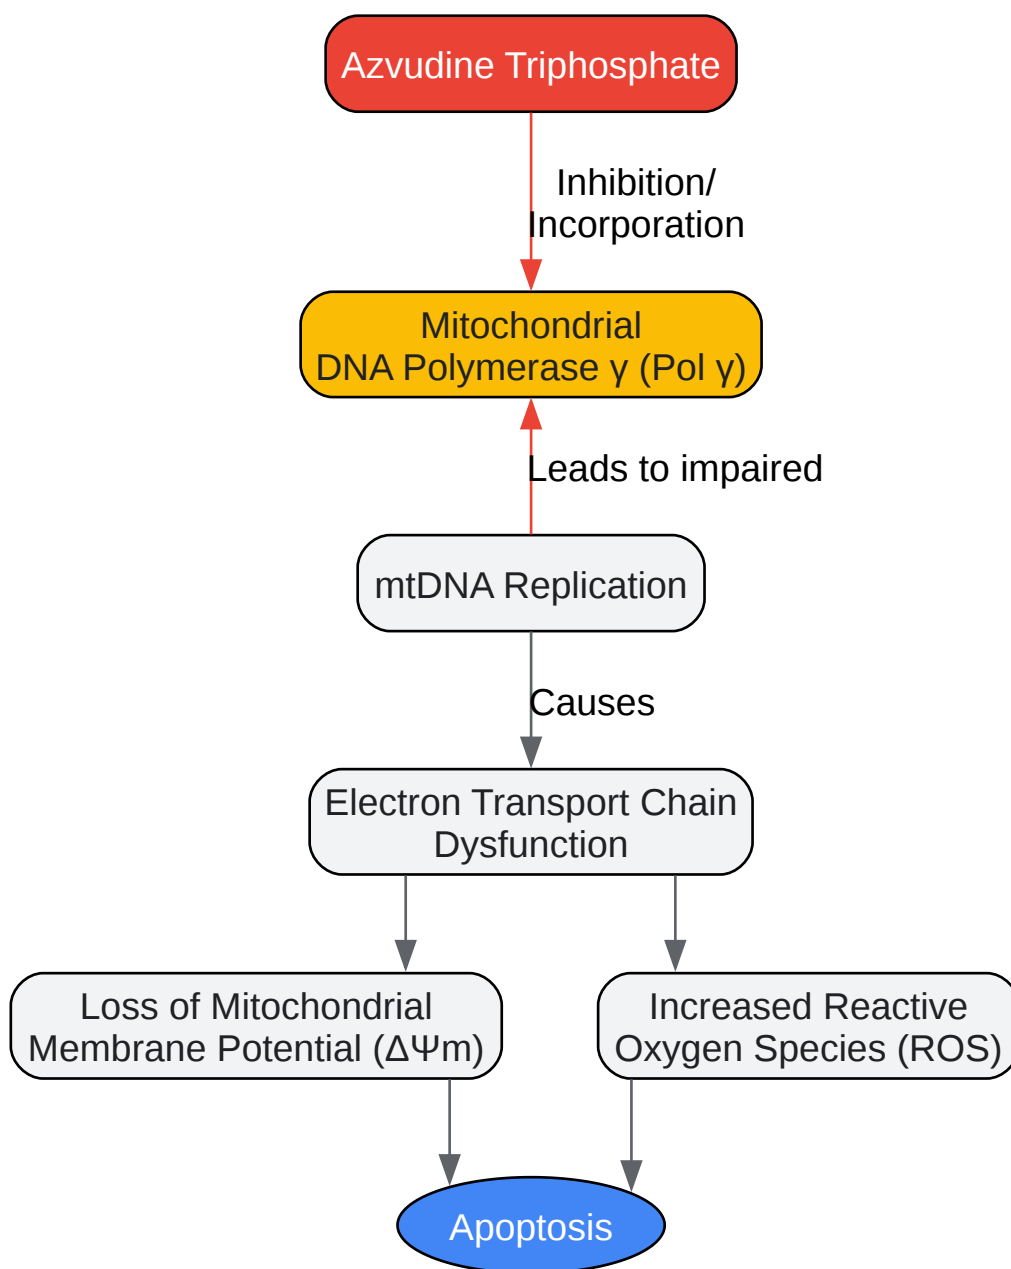 Azvudine Triphosphate
Inhibition/
Incorporation
Mitochondrial
DNA Polymerase γ (Pol γ)
Leads to impaired
mtDNA Replication
Causes
Electron Transport Chain
Dysfunction
Loss of Mitochondrial
Membrane Potential (ΔΨm)
Increased Reactive
Oxygen Species (ROS)
Apoptosis